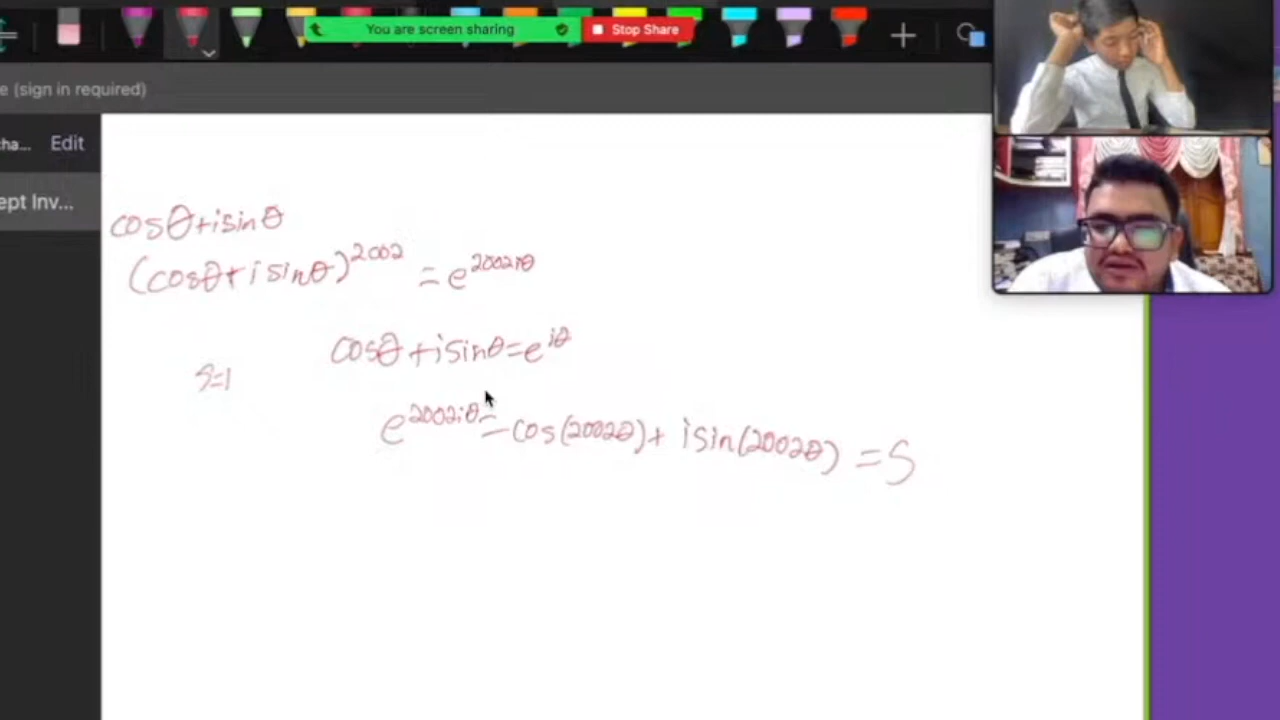 You are screen sharing Stop Share
e (sign in required)
cha... Edit
ept Inv...
cosθ+isinθ
(cosθ+isinθ)^2002 = e^2002iθ
cosθ+isinθ=e^iθ
S=1
e^2002iθ = cos(2002θ)+ isin(2002θ) = S